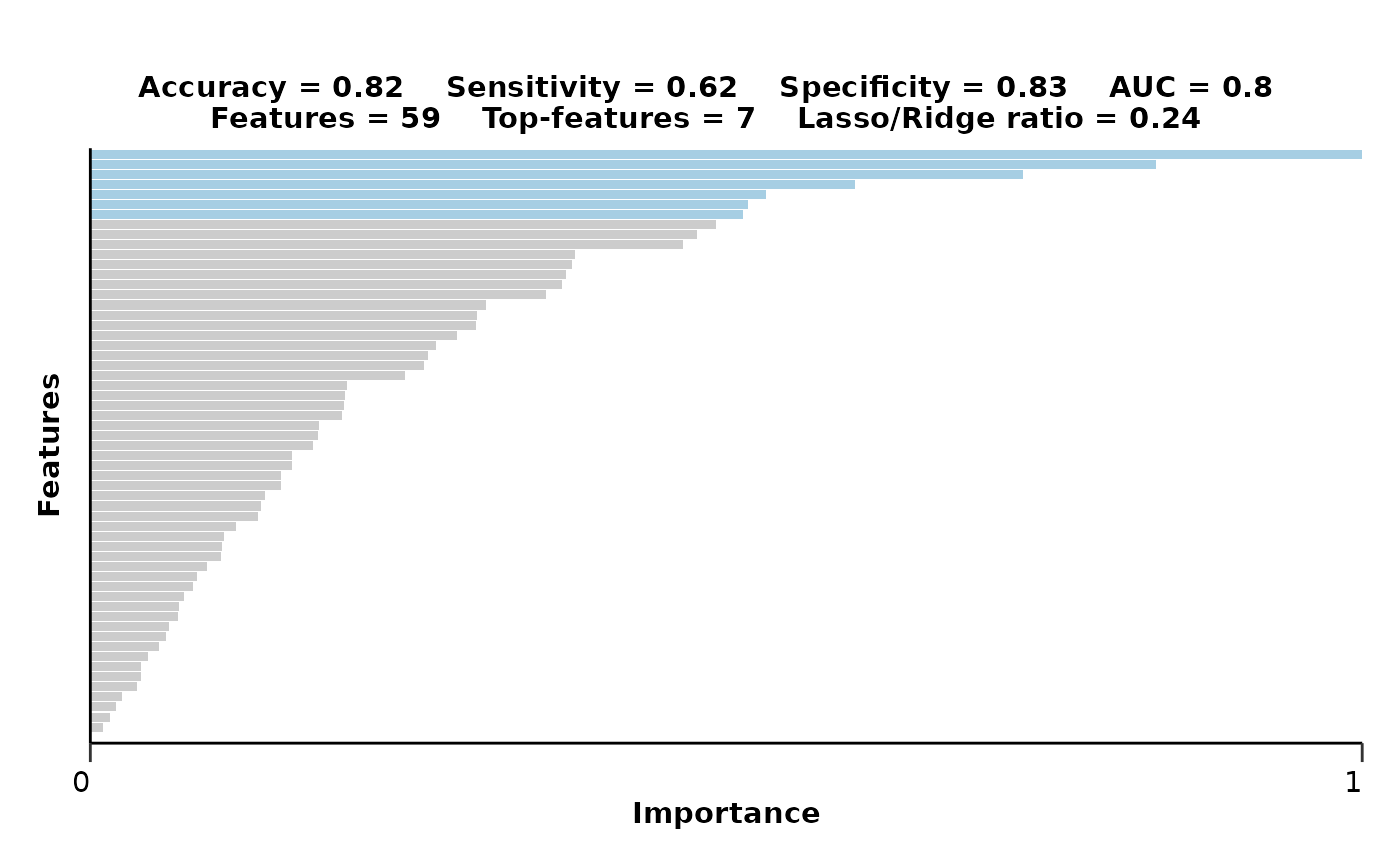 Accuracy = 0.82 Sensitivity = 0.62 Specificity = 0.83 AUC = 0.8
Features = 59 Top-features = 7 Lasso/Ridge ratio = 0.24
Features
0 1
Importance